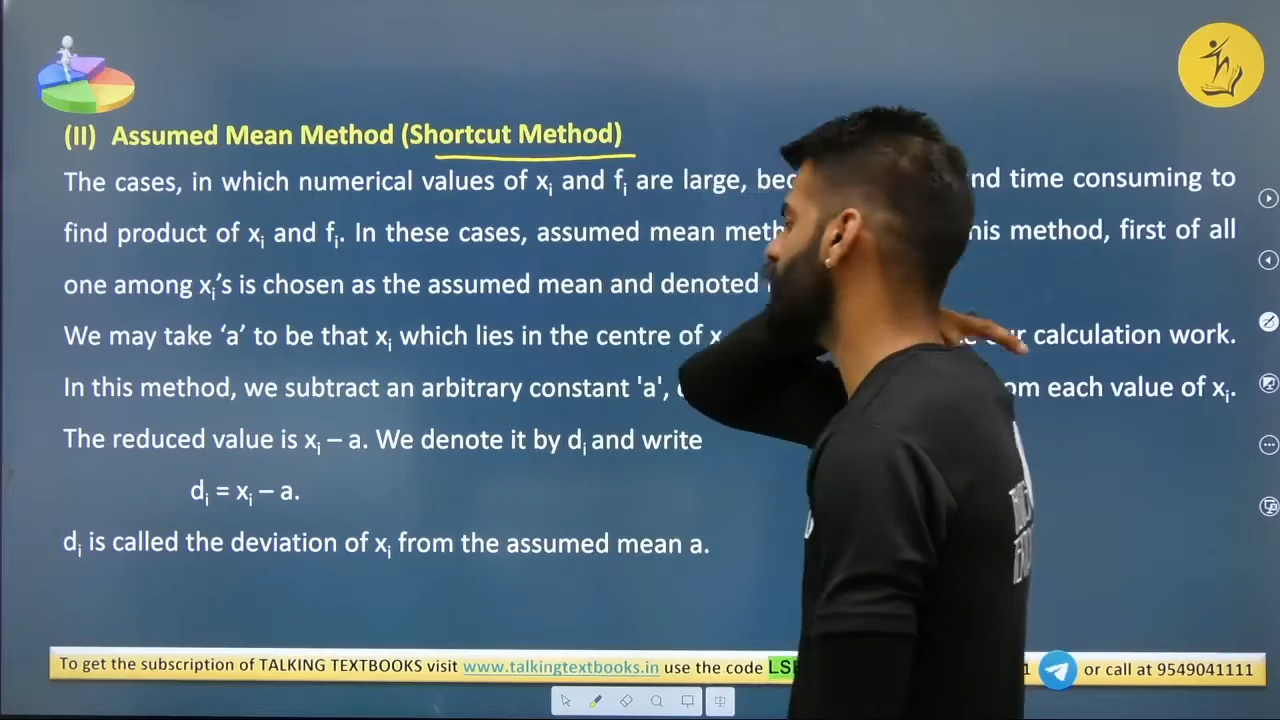 (II) Assumed Mean Method (Shortcut Method)
The cases, in which numerical values of xi and fi are large, time consuming to
find product of xi and fi. In these cases, assumed mean method, first of all
one among xi's is chosen as the assumed mean and denoted
We may take ‘a’ to be that xi which lies in the centre of calculation work.
In this method, we subtract an arbitrary constant 'a', each value of xi.
The reduced value is xi – a. We denote it by di and write
di = xi – a.
di is called the deviation of xi from the assumed mean a.
To get the subscription of TALKING TEXTBOOKS visit www.talkingtextbooks.in use the code or call at 9549041111